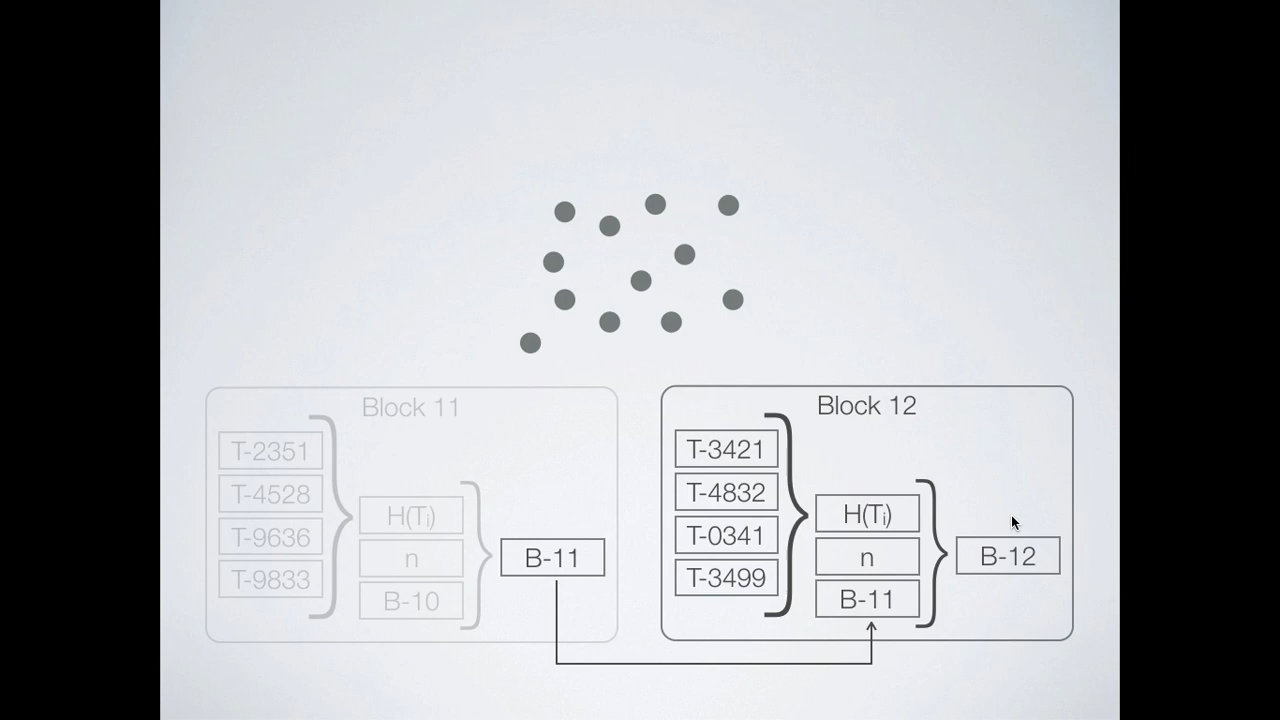 Block 11
T-2351
T-4528
T-9636
T-9833
H(Tᵢ)
n
B-10
B-11
Block 12
T-3421
T-4832
T-0341
T-3499
H(Tᵢ)
n
B-11
B-12